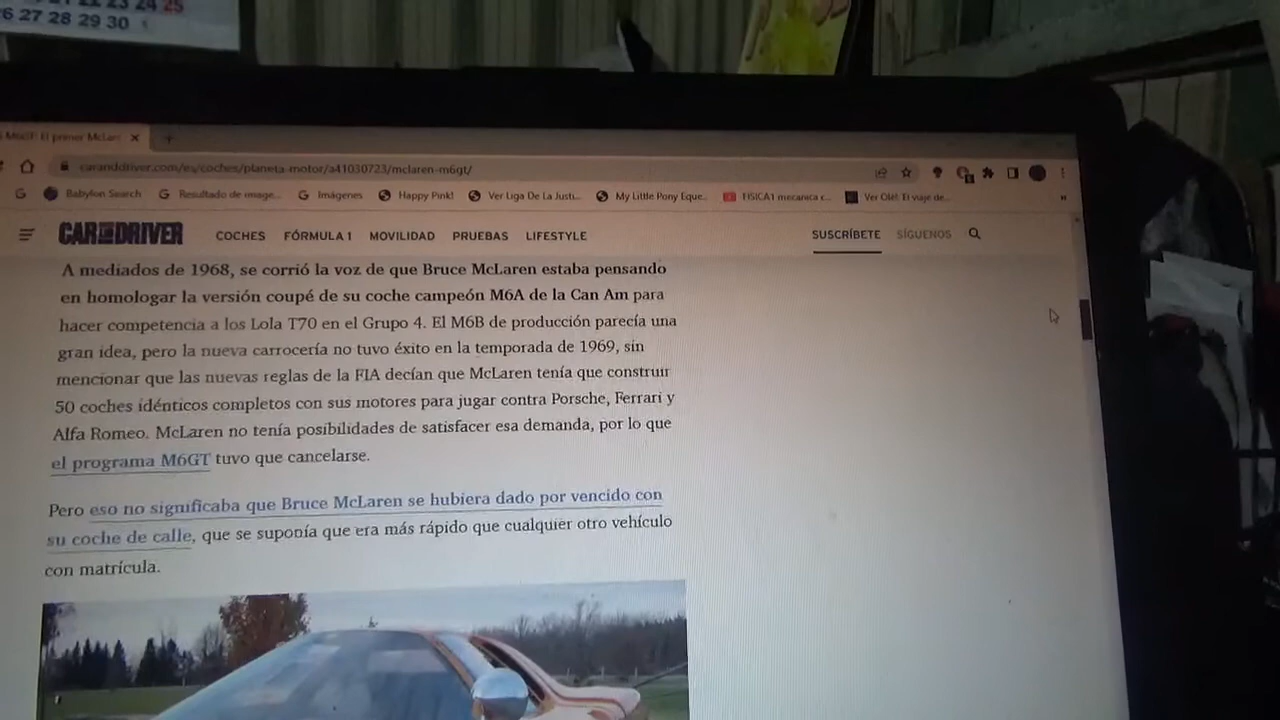 23 24 25
26 27 28 29 30
El primer McLare
caranddriver.com/es/coches/planeta-motor/a41030723/mclaren-m6gt/
Babylon Search Resultado de image... Imágenes Happy Pink! Ver Liga De La Justi... My Little Pony Eque... FISICA1 mecanica c... Ver Olé! El viaje de... »
CAR AND DRIVER COCHES FÓRMULA 1 MOVILIDAD PRUEBAS LIFESTYLE SUSCRÍBETE SÍGUENOS
A mediados de 1968, se corrió la voz de que Bruce McLaren estaba pensando
en homologar la versión coupé de su coche campeón M6A de la Can Am para
hacer competencia a los Lola T70 en el Grupo 4. El M6B de producción parecía una
gran idea, pero la nueva carrocería no tuvo éxito en la temporada de 1969, sin
mencionar que las nuevas reglas de la FIA decían que McLaren tenía que construir
50 coches idénticos completos con sus motores para jugar contra Porsche, Ferrari y
Alfa Romeo. McLaren no tenía posibilidades de satisfacer esa demanda, por lo que
el programa M6GT tuvo que cancelarse.
Pero eso no significaba que Bruce McLaren se hubiera dado por vencido con
su coche de calle, que se suponía que era más rápido que cualquier otro vehículo
con matrícula.